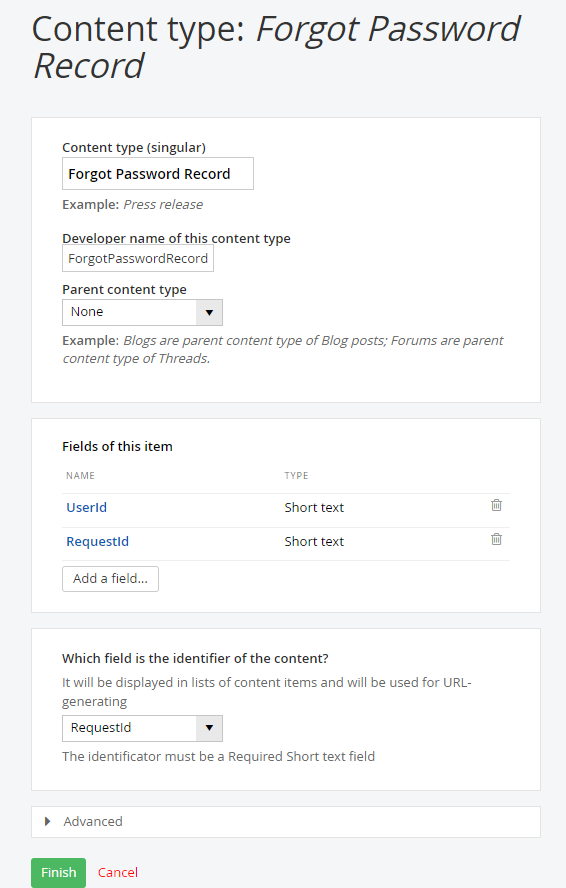 Content type: Forgot Password
Record
Content type (singular)
Forgot Password Record
Example: Press release
Developer name of this content type
ForgotPasswordRecord
Parent content type
None
Example: Blogs are parent content type of Blog posts; Forums are parent
content type of Threads.
Fields of this item
NAME TYPE
UserId Short text
RequestId Short text
Add a field...
Which field is the identifier of the content?
It will be displayed in lists of content items and will be used for URL-
generating
RequestId
The identificator must be a Required Short text field
Advanced
Finish Cancel